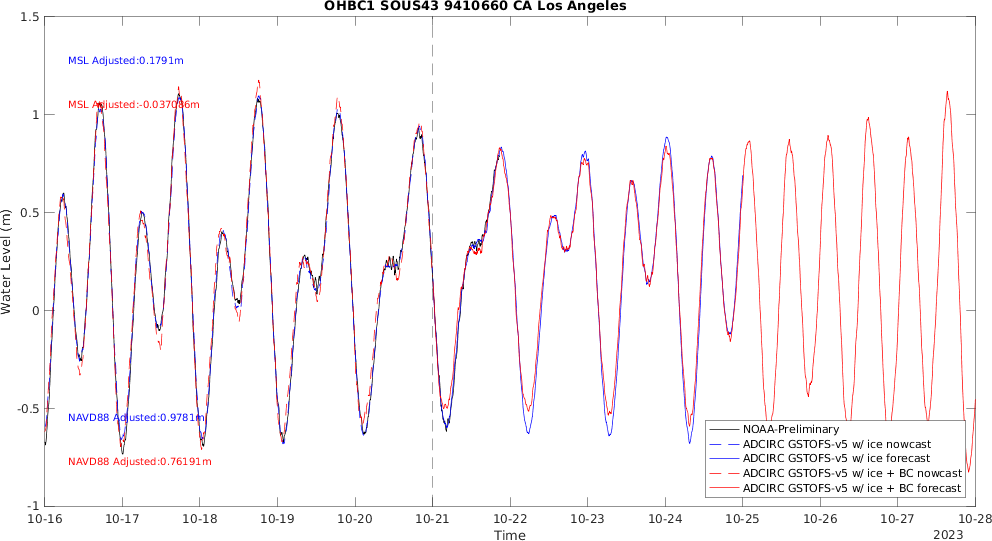 OHBC1 SOUS43 9410660 CA Los Angeles
1.5
MSL Adjusted:0.1791m
MSL Adjusted:-0.037086m
1
0.5
Water Level (m)
0
-0.5
NAVD88 Adjusted:0.9781m
NAVD88 Adjusted:0.76191m
-1
NOAA-Preliminary
ADCIRC GSTOFS-v5 w/ ice nowcast
ADCIRC GSTOFS-v5 w/ ice forecast
ADCIRC GSTOFS-v5 w/ ice + BC nowcast
ADCIRC GSTOFS-v5 w/ ice + BC forecast
10-16 10-17 10-18 10-19 10-20 10-21 10-22 10-23 10-24 10-25 10-26 10-27 10-28
Time
2023